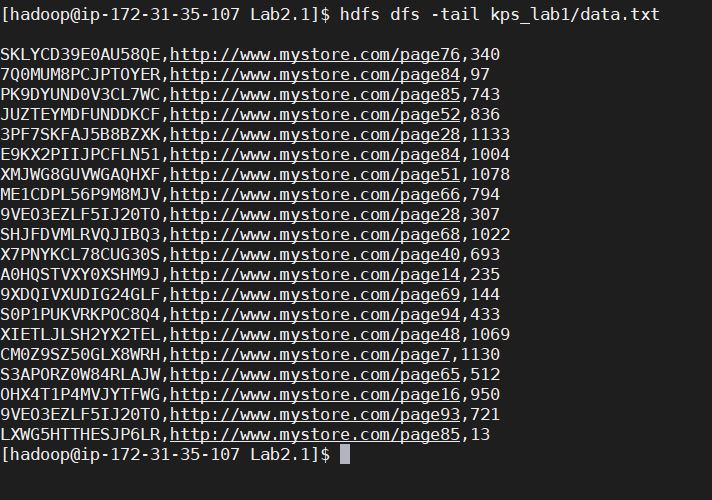 [hadoop@ip-172-31-35-107 Lab2.1]$ hdfs dfs -tail kps_lab1/data.txt
SKLYCD39E0AU58QE,http://www.mystore.com/page76,340
7Q0MUM8PCJPTOYER,http://www.mystore.com/page84,97
PK9DYUND0V3CL7WC,http://www.mystore.com/page85,743
JUZTEYMDFUNDDKCF,http://www.mystore.com/page52,836
3PF7SKFAJ5B8BZXK,http://www.mystore.com/page28,1133
E9KX2PIIJPCFLN51,http://www.mystore.com/page84,1004
XMJWG8GUVWGAQHXF,http://www.mystore.com/page51,1078
ME1CDPL56P9M8MJV,http://www.mystore.com/page66,794
9VEO3EZLF5IJ20TO,http://www.mystore.com/page28,307
SHJFDVMLRVQJIBQ3,http://www.mystore.com/page68,1022
X7PNYKCL78CUG30S,http://www.mystore.com/page40,693
A0HQSTVXY0XSHM9J,http://www.mystore.com/page14,235
9XDQIVXUDIG24GLF,http://www.mystore.com/page69,144
S0P1PUKVRKPOC8Q4,http://www.mystore.com/page94,433
XIETLJLSH2YX2TEL,http://www.mystore.com/page48,1069
CM0Z9SZ50GLX8WRH,http://www.mystore.com/page7,1130
S3APORZ0W84RLAJW,http://www.mystore.com/page65,512
OHX4T1P4MVJYTFWG,http://www.mystore.com/page16,950
9VEO3EZLF5IJ20TO,http://www.mystore.com/page93,721
LXWG5HTTHESJP6LR,http://www.mystore.com/page85,13
[hadoop@ip-172-31-35-107 Lab2.1]$